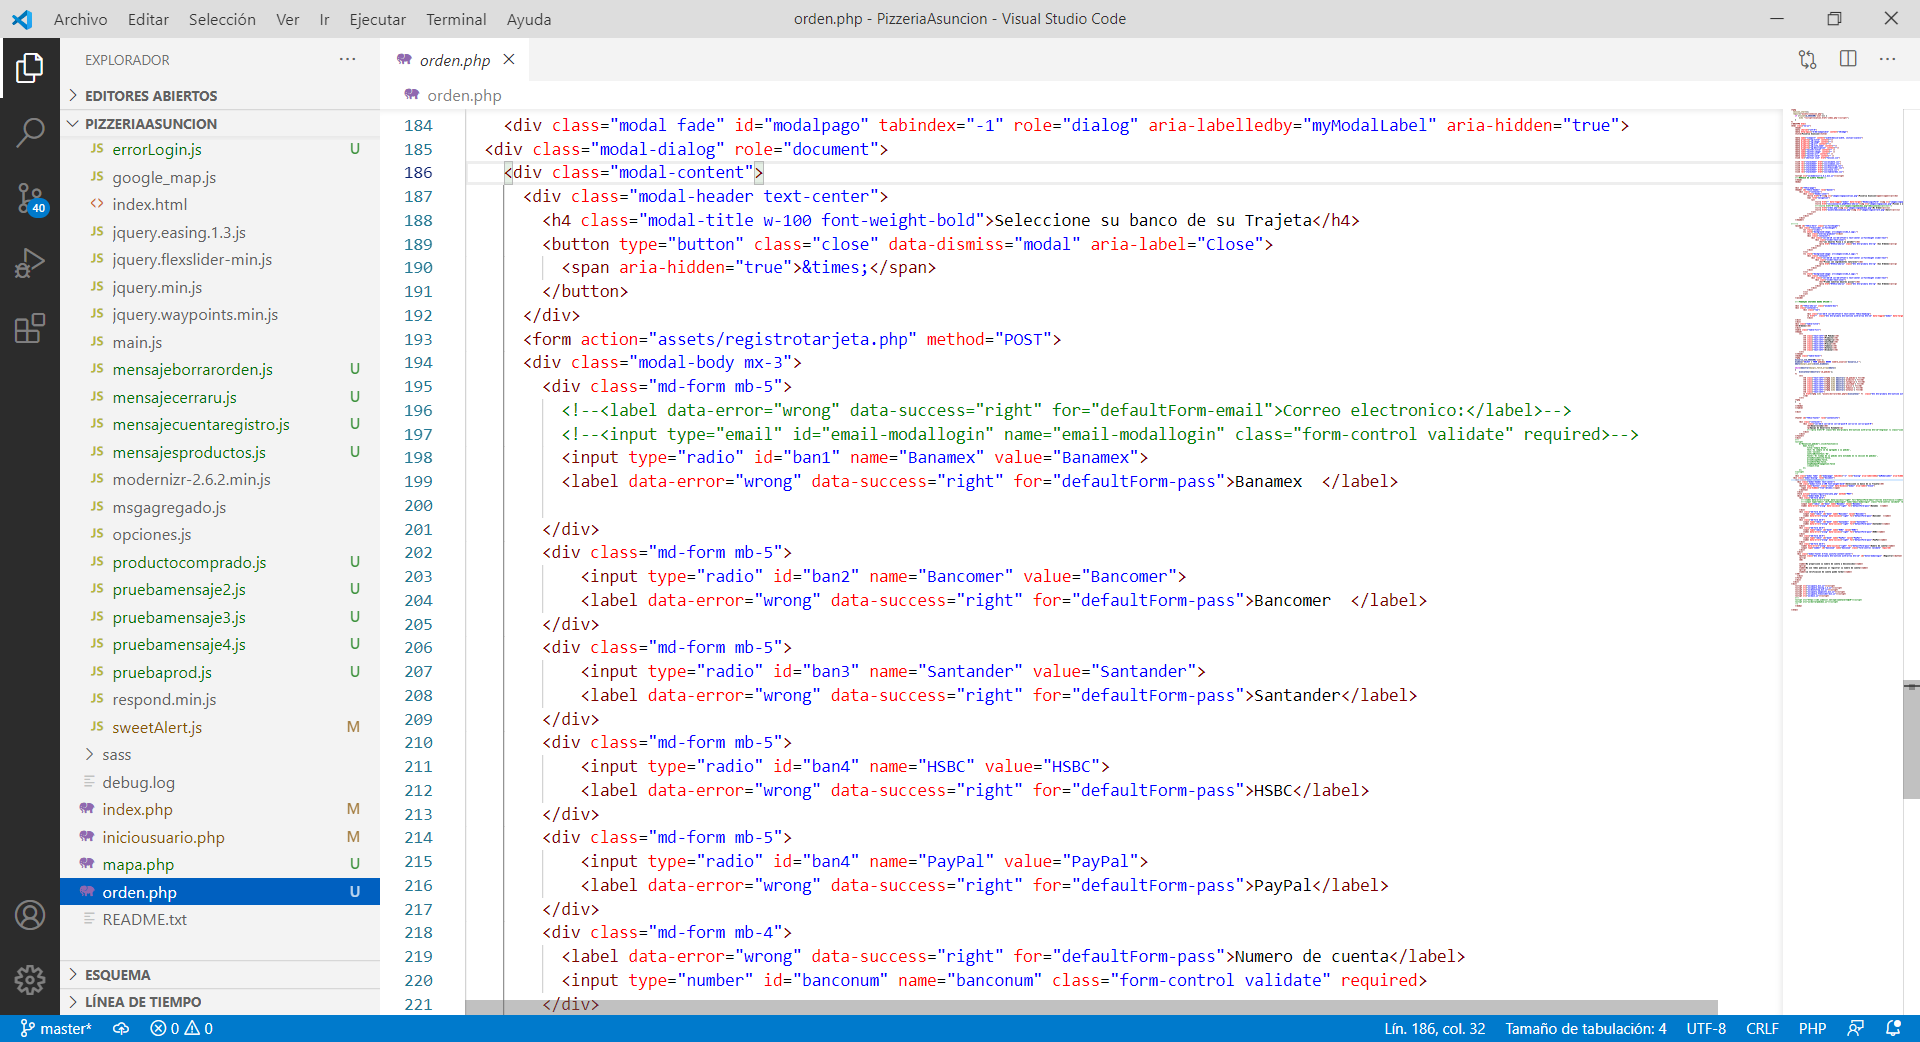 Archivo Editar Selección Ver Ir Ejecutar Terminal Ayuda
orden.php - PizzeriaAsuncion - Visual Studio Code
EXPLORADOR
EDITORES ABIERTOS
PIZZERIAASUNCION
JS errorLogin.js U
JS google_map.js
<> index.html
JS jquery.easing.1.3.js
JS jquery.flexslider-min.js
JS jquery.min.js
JS jquery.waypoints.min.js
JS main.js
JS mensajeborrarorden.js U
JS mensajecerraru.js U
JS mensajecuentaregistro.js U
JS mensajesproductos.js U
JS modernizr-2.6.2.min.js
JS msgagregado.js
JS opciones.js
JS productocomprado.js U
JS pruebamensaje2.js U
JS pruebamensaje3.js U
JS pruebamensaje4.js U
JS pruebaprod.js U
JS respond.min.js
JS sweetAlert.js M
sass
debug.log
index.php M
iniciousuario.php M
mapa.php U
orden.php U
README.txt
ESQUEMA
LÍNEA DE TIEMPO
40
orden.php
orden.php
184 <div class="modal fade" id="modalpago" tabindex="-1" role="dialog" aria-labelledby="myModalLabel" aria-hidden="true">
185 <div class="modal-dialog" role="document">
186 <div class="modal-content">
187 <div class="modal-header text-center">
188 <h4 class="modal-title w-100 font-weight-bold">Seleccione su banco de su Trajeta</h4>
189 <button type="button" class="close" data-dismiss="modal" aria-label="Close">
190 <span aria-hidden="true">&times;</span>
191 </button>
192 </div>
193 <form action="assets/registrotarjeta.php" method="POST">
194 <div class="modal-body mx-3">
195 <div class="md-form mb-5">
196 <!--<label data-error="wrong" data-success="right" for="defaultForm-email">Correo electronico:</label>-->
197 <!--<input type="email" id="email-modallogin" name="email-modallogin" class="form-control validate" required>-->
198 <input type="radio" id="ban1" name="Banamex" value="Banamex">
199 <label data-error="wrong" data-success="right" for="defaultForm-pass">Banamex  </label>
200
201 </div>
202 <div class="md-form mb-5">
203 <input type="radio" id="ban2" name="Bancomer" value="Bancomer">
204 <label data-error="wrong" data-success="right" for="defaultForm-pass">Bancomer  </label>
205 </div>
206 <div class="md-form mb-5">
207 <input type="radio" id="ban3" name="Santander" value="Santander">
208 <label data-error="wrong" data-success="right" for="defaultForm-pass">Santander</label>
209 </div>
210 <div class="md-form mb-5">
211 <input type="radio" id="ban4" name="HSBC" value="HSBC">
212 <label data-error="wrong" data-success="right" for="defaultForm-pass">HSBC</label>
213 </div>
214 <div class="md-form mb-5">
215 <input type="radio" id="ban4" name="PayPal" value="PayPal">
216 <label data-error="wrong" data-success="right" for="defaultForm-pass">PayPal</label>
217 </div>
218 <div class="md-form mb-4">
219 <label data-error="wrong" data-success="right" for="defaultForm-pass">Numero de cuenta</label>
220 <input type="number" id="banconum" name="banconum" class="form-control validate" required>
221 </div>
master* 0 0
Lín. 186, col. 32 Tamaño de tabulación: 4 UTF-8 CRLF PHP